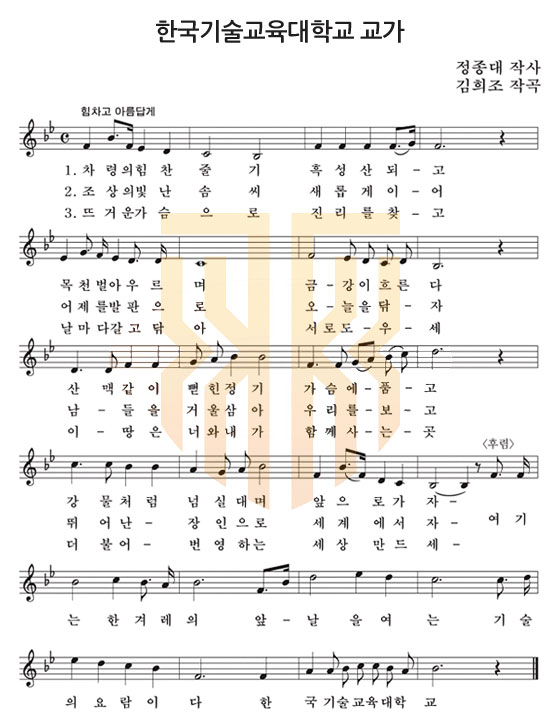 한국기술교육대학교 교가
정종대 작사
김희조 작곡
힘차고 아름답게
1. 차 령의힘 찬 줄 기 흑 성 산 되 - 고
2. 조 상의빛 난 솜 씨 새 롭 게 이 - 어
3. 뜨 거운가 슴 으 로 진 리 를 찾 - 고
목 천 벌아 우 르 며 금 - 강 이 흐 른 다
어 제 를발 판 으 로 오 - 늘 을 닦 - 자
날 마 다갈 고 닦 아 서 로 도 - 우 - 세
산 맥 같 이 뻗 힌 정 기 가 슴 에 - 품 - 고
남 - 들 을 거 울 삼 아 우 리 를 - 보 - 고
이 - 땅 은 너 와 내 가 함 께 사 는 - 곳
<후렴>
강 물 처 럼 넘 실 대 며 앞 으 로 가 자 -
뛰 어 난 - 장 인 으 로 세 계 에 서 자 - 여 기
더 불 어 - 번 영 하 는 세 상 만 드 세 -
는 한 겨 레 의 앞 - 날 을 여 는 기 술
의 요 람 이 다 한 국 기술교육대학 교